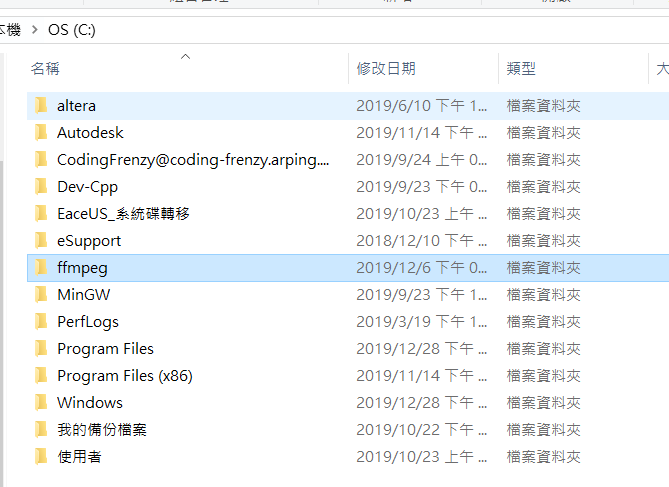 本機 > OS (C:)
名稱 修改日期 類型 大
altera 2019/6/10 下午 1... 檔案資料夾
Autodesk 2019/11/14 下午 ... 檔案資料夾
CodingFrenzy@coding-frenzy.arping.... 2019/9/24 上午 0... 檔案資料夾
Dev-Cpp 2019/9/23 下午 0... 檔案資料夾
EaceUS_系統碟轉移 2019/10/23 上午 ... 檔案資料夾
eSupport 2018/12/10 下午 ... 檔案資料夾
ffmpeg 2019/12/6 下午 0... 檔案資料夾
MinGW 2019/9/23 下午 1... 檔案資料夾
PerfLogs 2019/3/19 下午 1... 檔案資料夾
Program Files 2019/12/28 下午 ... 檔案資料夾
Program Files (x86) 2019/11/14 下午 ... 檔案資料夾
Windows 2019/12/28 下午 ... 檔案資料夾
我的備份檔案 2019/10/22 下午 ... 檔案資料夾
使用者 2019/10/23 上午 ... 檔案資料夾